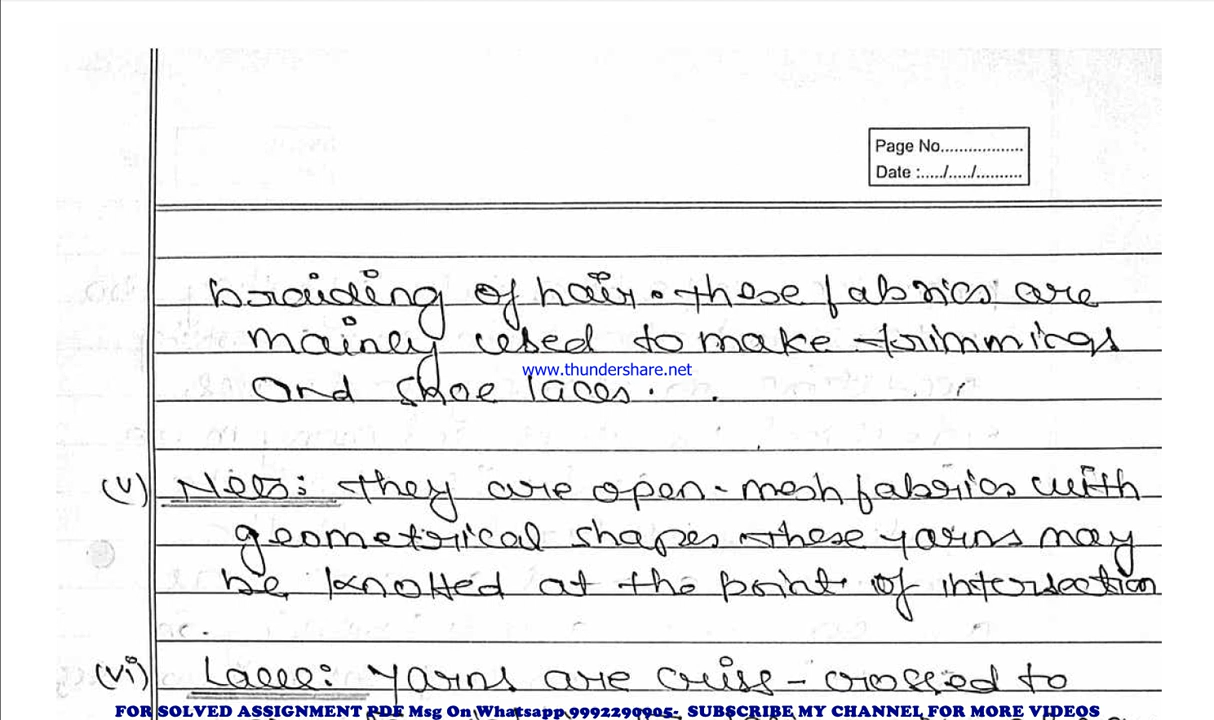 Page No..................
Date :...../...../..........
braiding of hair. these fabrics are
mainly used to make trimmings
www.thundershare.net
and shoe laces.
(v) Nets: they are open-mesh fabrics with
geometrical shapes these yarns may
be knotted at the point of intersection
(vi) Laces: yarns are criss-crossed to
FOR SOLVED ASSIGNMENT PDF Msg On Whatsapp 9992290905- SUBSCRIBE MY CHANNEL FOR MORE VIDEOS